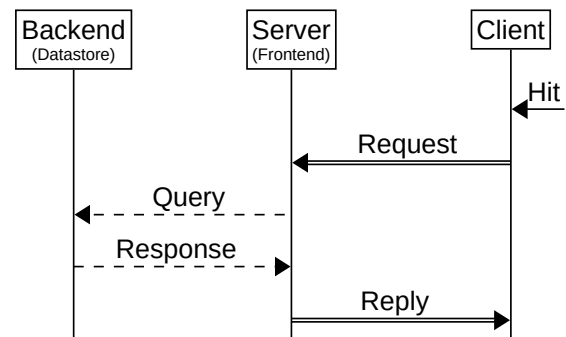 Backend
(Datastore)
Server
(Frontend)
Client
Hit
Request
Query
Response
Reply